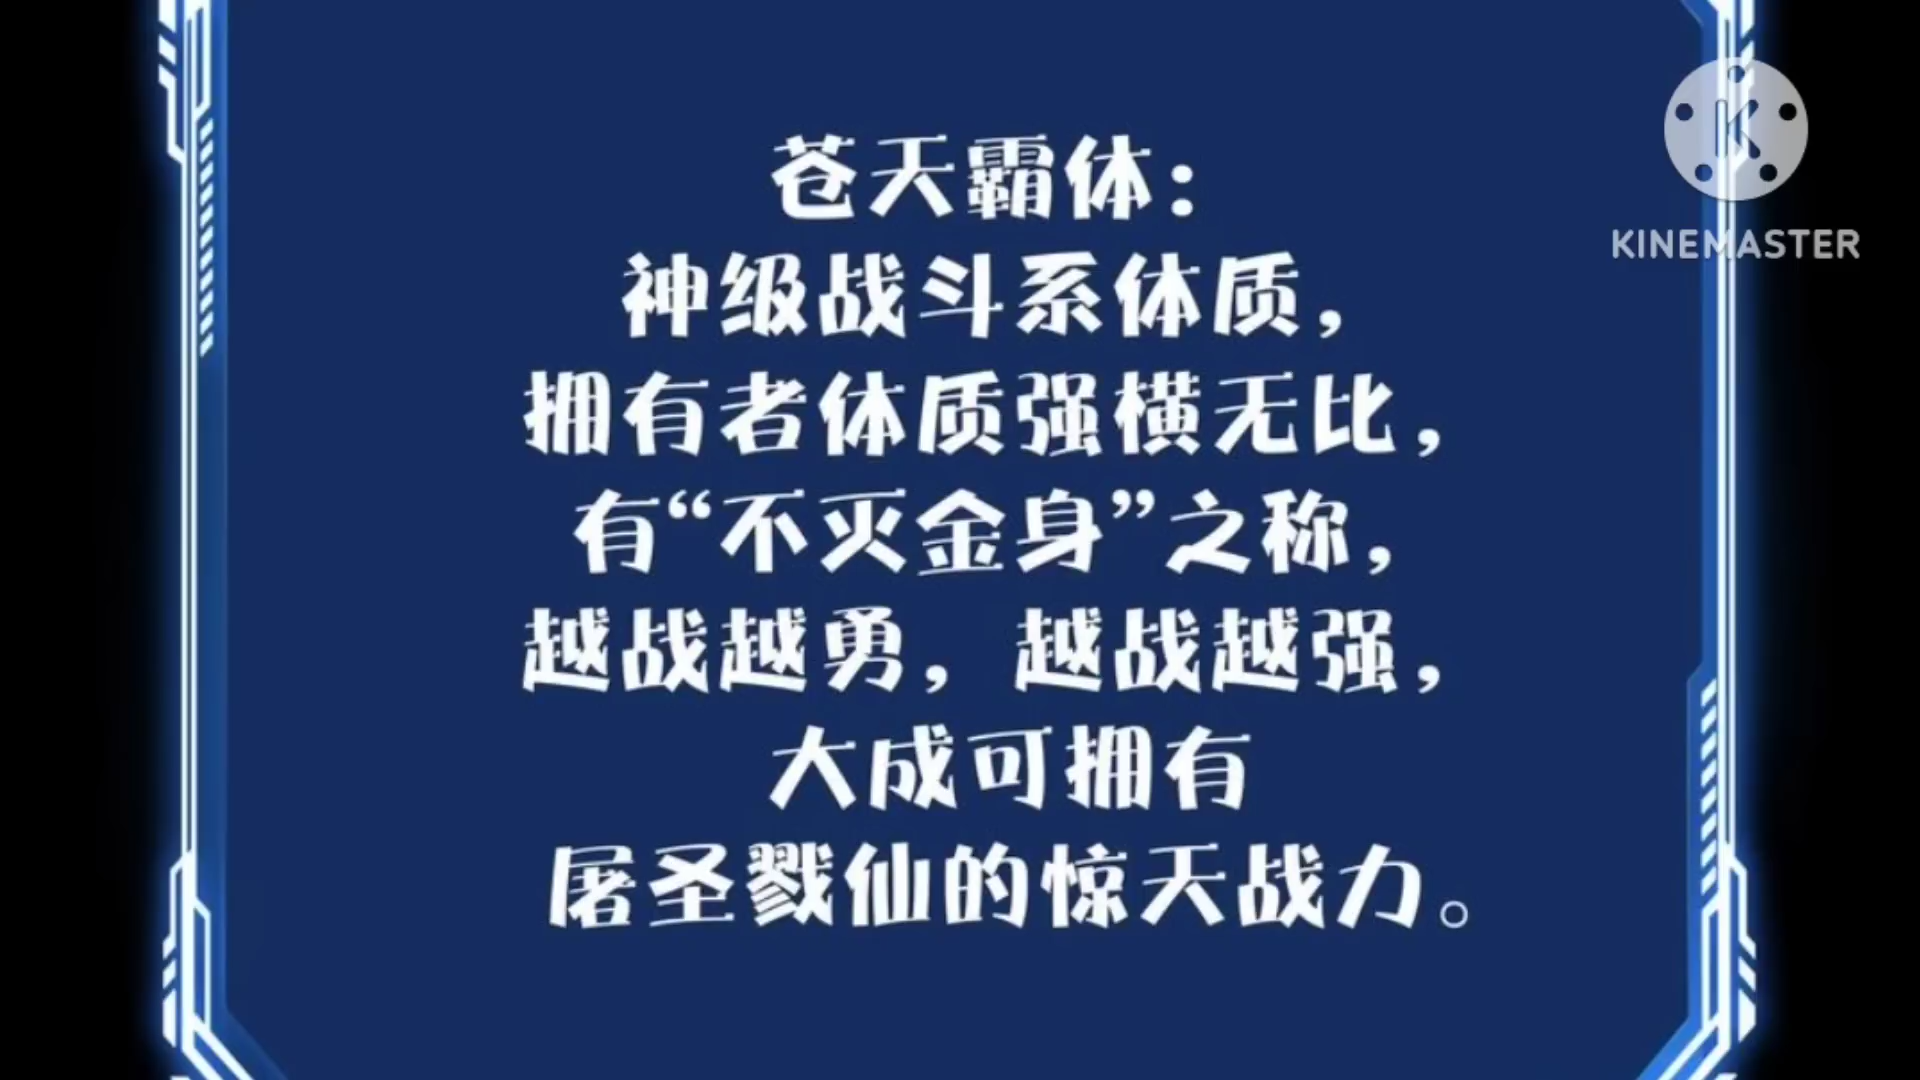 苍天霸体：
神级战斗系体质，
拥有者体质强横无比，
有“不灭金身”之称，
越战越勇，越战越强，
大成可拥有
屠圣戮仙的惊天战力。
K
KINEMASTER